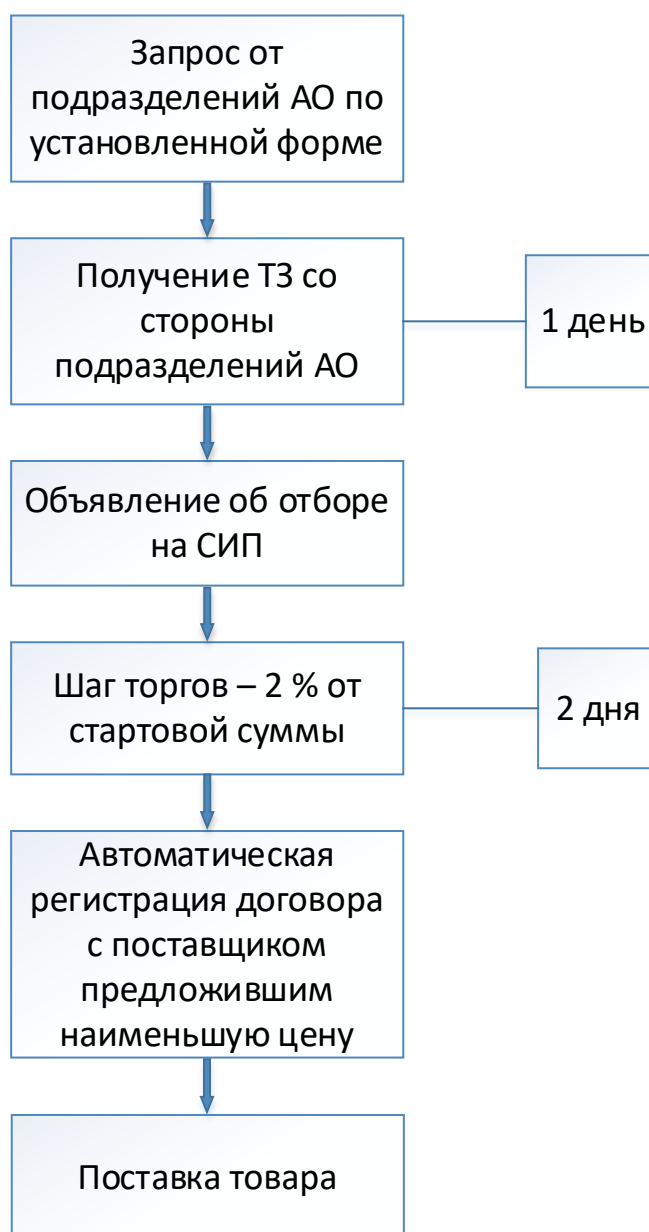 Запрос от
подразделений АО по
установленной форме
Получение ТЗ со
стороны
подразделений АО
1 день
Объявление об отборе
на СИП
Шаг торгов – 2 % от
стартовой суммы
2 дня
Автоматическая
регистрация договора
с поставщиком
предложившим
наименьшую цену
Поставка товара